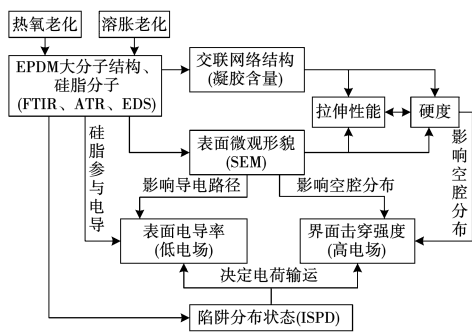 热氧老化
溶胀老化
EPDM大分子结构、
硅脂分子
(FTIR、ATR、EDS)
交联网络结构
(凝胶含量)
拉伸性能
硬度
硅脂参与电导
表面微观形貌
(SEM)
影响空腔分布
影响导电路径
影响空腔分布
表面电导率
(低电场)
界面击穿强度
(高电场)
决定电荷输运
陷阱分布状态(ISPD)